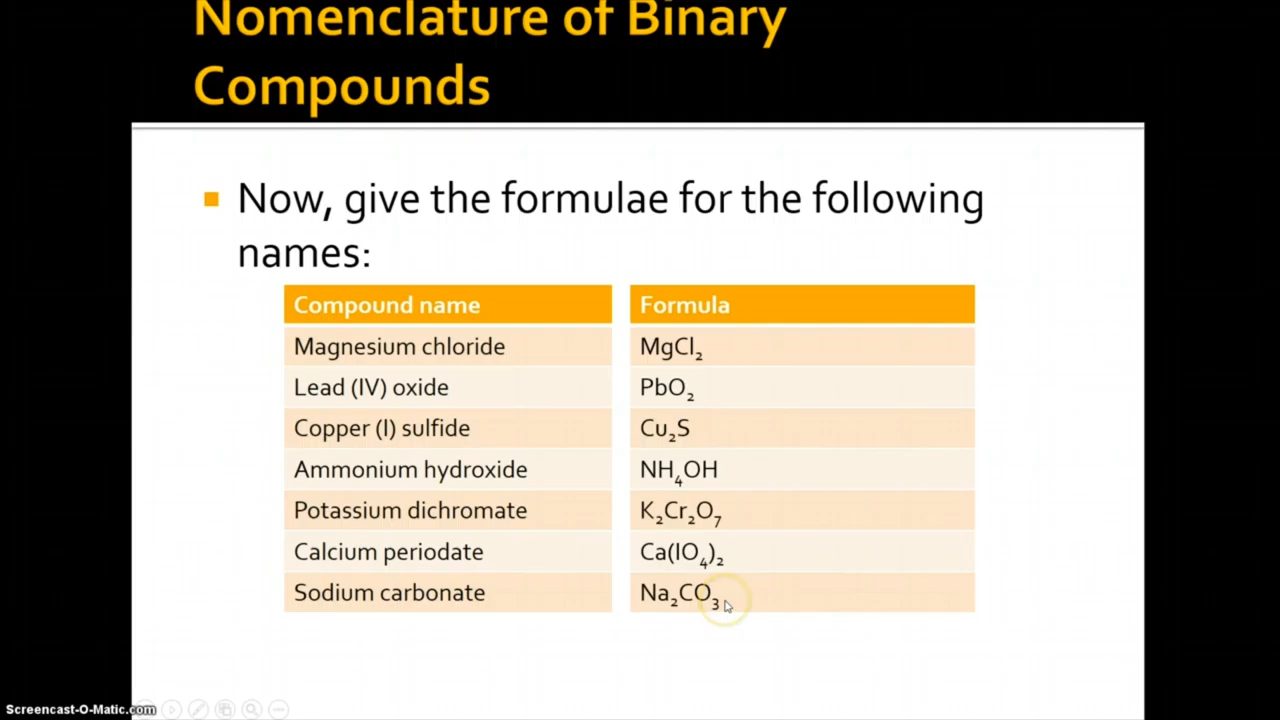 Nomenclature of Binary
Compounds
Now, give the formulae for the following
names:
Compound name Formula
Magnesium chloride MgCl₂
Lead (IV) oxide PbO₂
Copper (I) sulfide Cu₂S
Ammonium hydroxide NH₄OH
Potassium dichromate K₂Cr₂O₇
Calcium periodate Ca(IO₄)₂
Sodium carbonate Na₂CO₃
Screencast-O-Matic.com